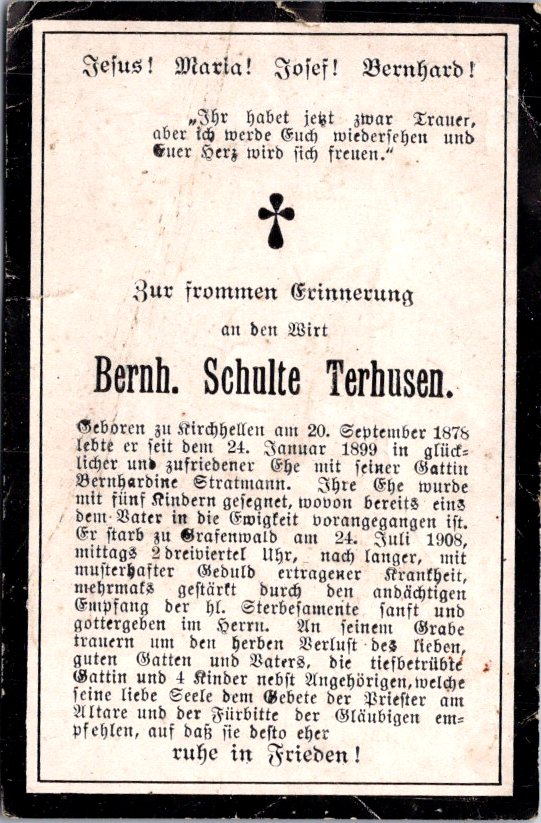 Jesus! Maria! Josef! Bernhard!
„Ihr habet jetzt zwar Trauer,
aber ich werde Euch wiedersehen und
Euer Herz wird sich freuen.“
Zur frommen Erinnerung
an den Wirt
Bernh. Schulte Terhusen.
Geboren zu Kirchhellen am 20. September 1878
lebte er seit dem 24. Januar 1899 in glück-
licher und zufriedener Ehe mit seiner Gattin
Bernhardine Stratmann. Ihre Ehe wurde
mit fünf Kindern gesegnet, wovon bereits eins
dem Vater in die Ewigkeit vorangegangen ist.
Er starb zu Grafenwald am 24. Juli 1908,
mittags 2 dreiviertel Uhr, nach langer, mit
musterhafter Geduld ertragener Krankheit,
mehrmals gestärkt durch den andächtigen
Empfang der hl. Sterbesamente sanft und
gottergeben im Herrn. An seinem Grabe
trauern um den herben Verlust des lieben,
guten Gatten und Vaters, die tiefbetrübte
Gattin und 4 Kinder nebst Angehörigen, welche
seine liebe Seele dem Gebete der Priester am
Altare und der Fürbitte der Gläubigen em-
pfehlen, auf daß sie desto eher
ruhe in Frieden!